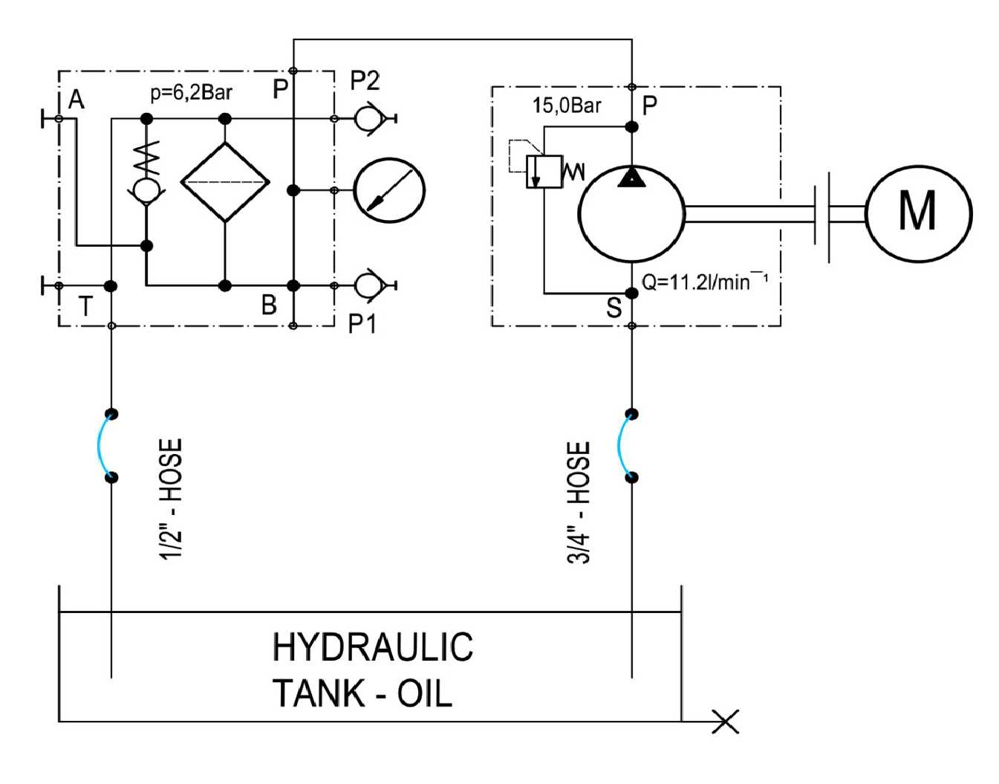 P2
P
A
p=6,2Bar
15,0Bar
P
M
Q=11.2l/min¯¹
T
B
S
P1
1/2" - HOSE
3/4" - HOSE
HYDRAULIC
TANK - OIL